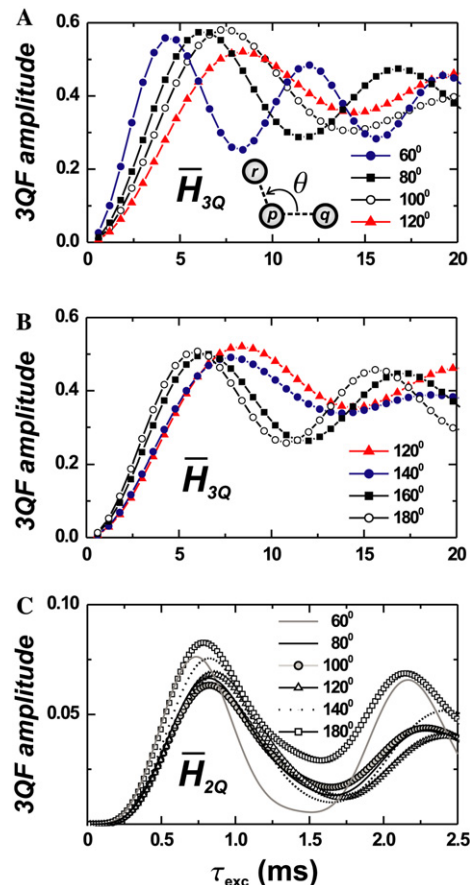 A
3QF amplitude
0.6
0.3
0.0
H̅3Q
r
θ
p
q
60⁰
80⁰
100⁰
120⁰
0
5
10
15
20
B
3QF amplitude
0.6
0.4
0.2
0.0
H̅3Q
120⁰
140⁰
160⁰
180⁰
0
5
10
15
20
C
3QF amplitude
0.10
0.05
H̅2Q
60⁰
80⁰
100⁰
120⁰
140⁰
180⁰
0.0
0.5
1.0
1.5
2.0
2.5
τexc (ms)